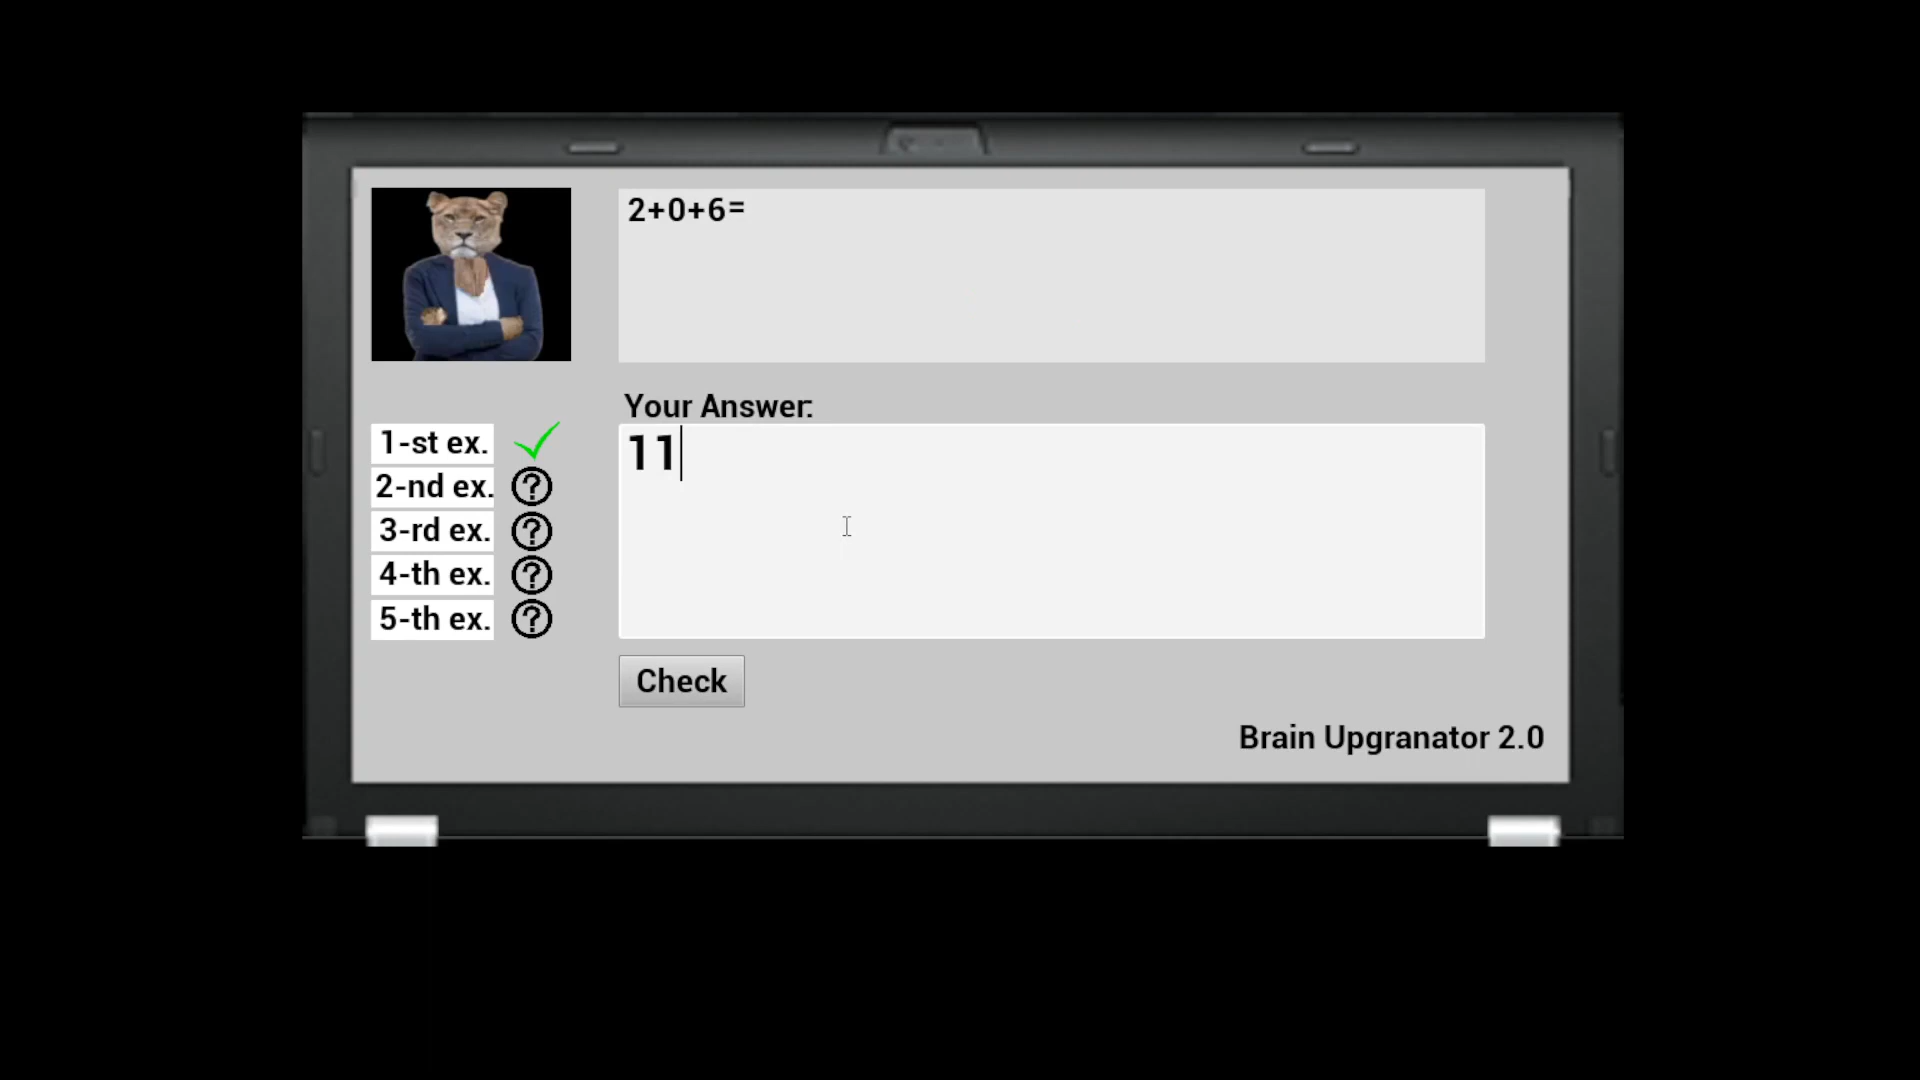 2+0+6=
Your Answer:
11
1-st ex.
2-nd ex. ?
3-rd ex. ?
4-th ex. ?
5-th ex. ?
Check
Brain Upgranator 2.0